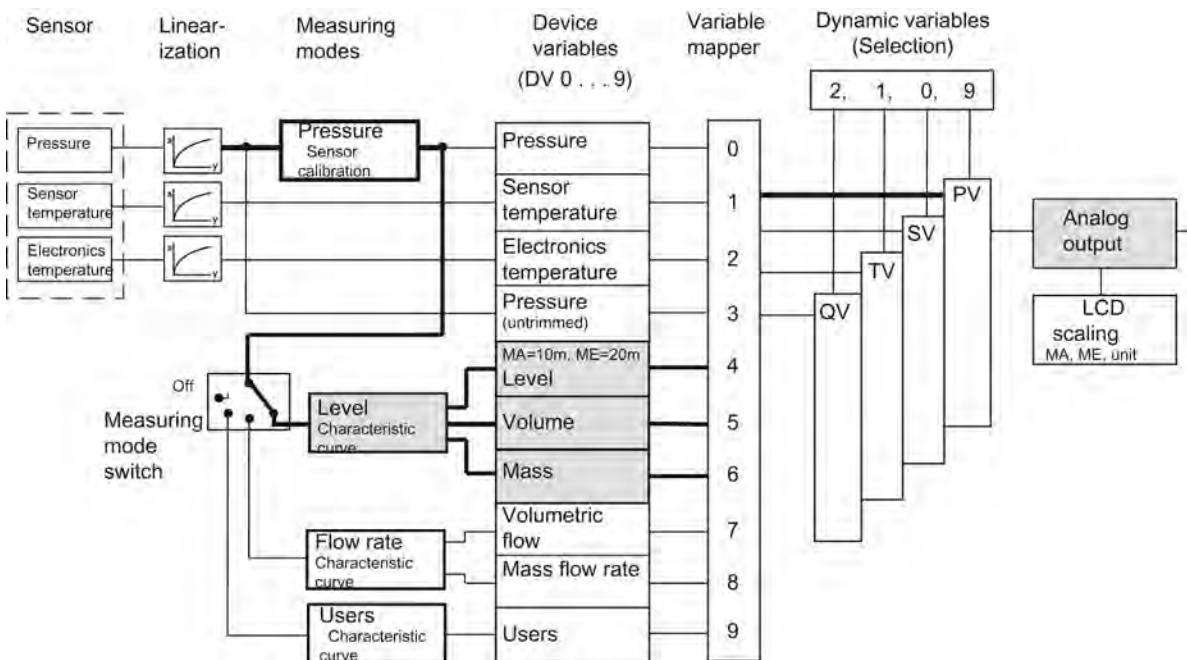 Sensor
Linear-
ization
Measuring
modes
Device
variables
(DV 0 . . . 9)
Variable
mapper
Dynamic variables
(Selection)
2, 1, 0, 9
Pressure
x
y
Pressure
Sensor
calibration
Pressure
0
Sensor
temperature
x
y
Sensor
temperature
1
PV
SV
Analog
output
Electronics
temperature
x
y
Electronics
temperature
2
TV
Pressure
(untrimmed)
3
QV
LCD
scaling
MA, ME, unit
MA=10m, ME=20m
Level
4
Off
Measuring
mode
switch
Level
Characteristic
curve
Volume
5
Mass
6
Volumetric
flow
7
Flow rate
Characteristic
curve
Mass flow rate
8
Users
Characteristic
curve
Users
9